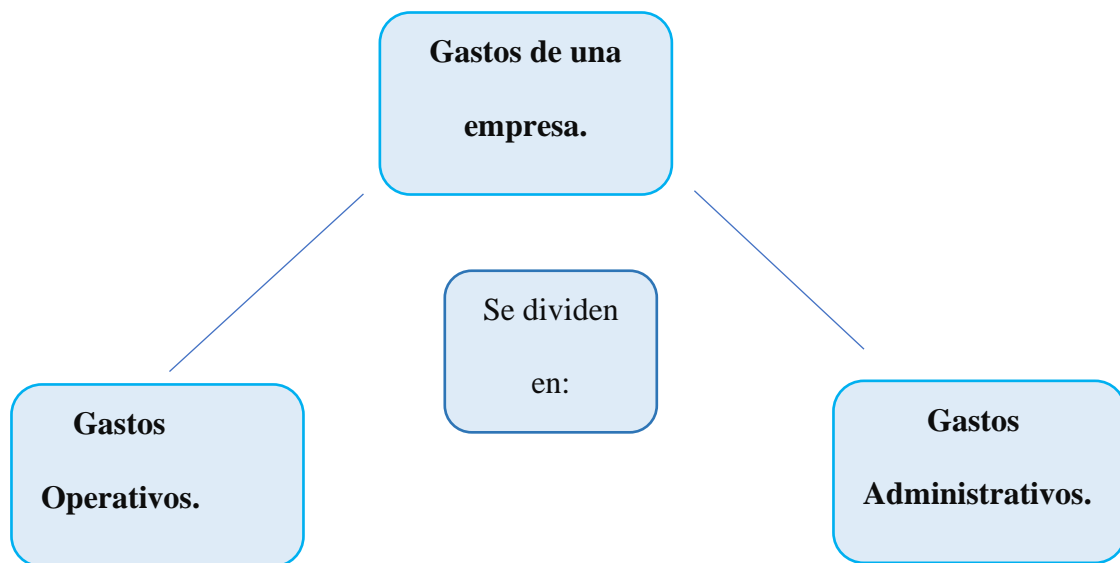 Gastos de una
empresa.
Se dividen
en:
Gastos
Operativos.
Gastos
Administrativos.